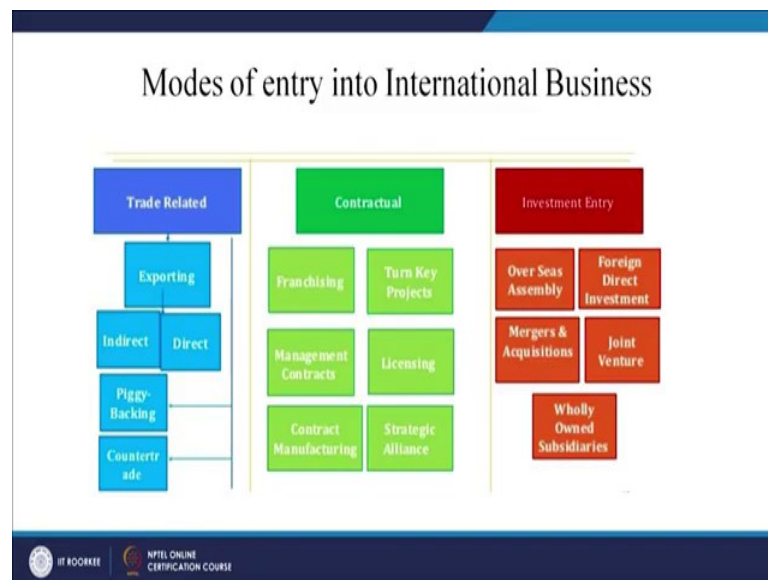 Modes of entry into International Business
Trade Related
Exporting
Indirect
Direct
Piggy-
Backing
Countertr
ade
Contractual
Franchising
Turn Key
Projects
Management
Contracts
Licensing
Contract
Manufacturing
Strategic
Alliance
Investment Entry
Over Seas
Assembly
Foreign
Direct
Investment
Mergers &
Acquisitions
Joint
Venture
Wholly
Owned
Subsidiaries
IIT ROORKEE
NPTEL ONLINE
CERTIFICATION COURSE